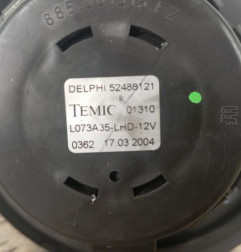 DELPHI 52488121
TEMIC 01310
L073A35-LHD-12V
0362 17.03.2004